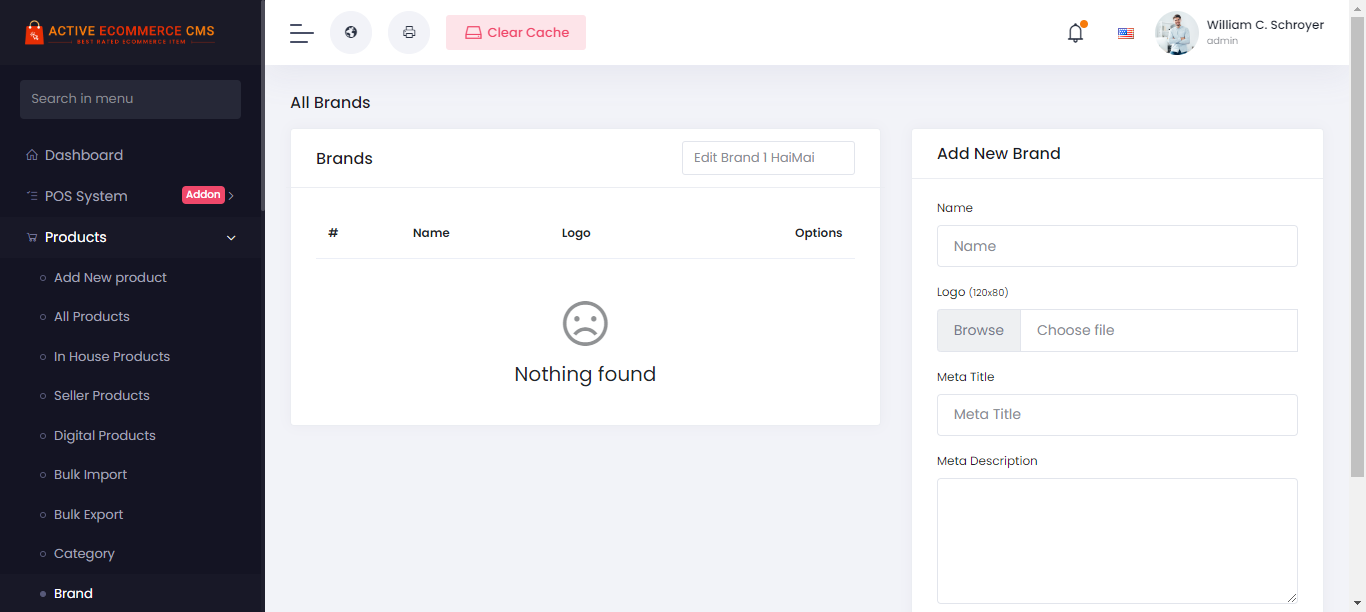 ACTIVE ECOMMERCE CMS
BEST RATED ECOMMERCE ITEM
Search in menu
Dashboard
POS System Addon
Products
Add New product
All Products
In House Products
Seller Products
Digital Products
Bulk Import
Bulk Export
Category
Brand
Clear Cache
William C. Schroyer
admin
All Brands
Brands
Edit Brand 1 HaiMai
# Name Logo Options
Nothing found
Add New Brand
Name
Name
Logo (120x80)
Browse Choose file
Meta Title
Meta Title
Meta Description